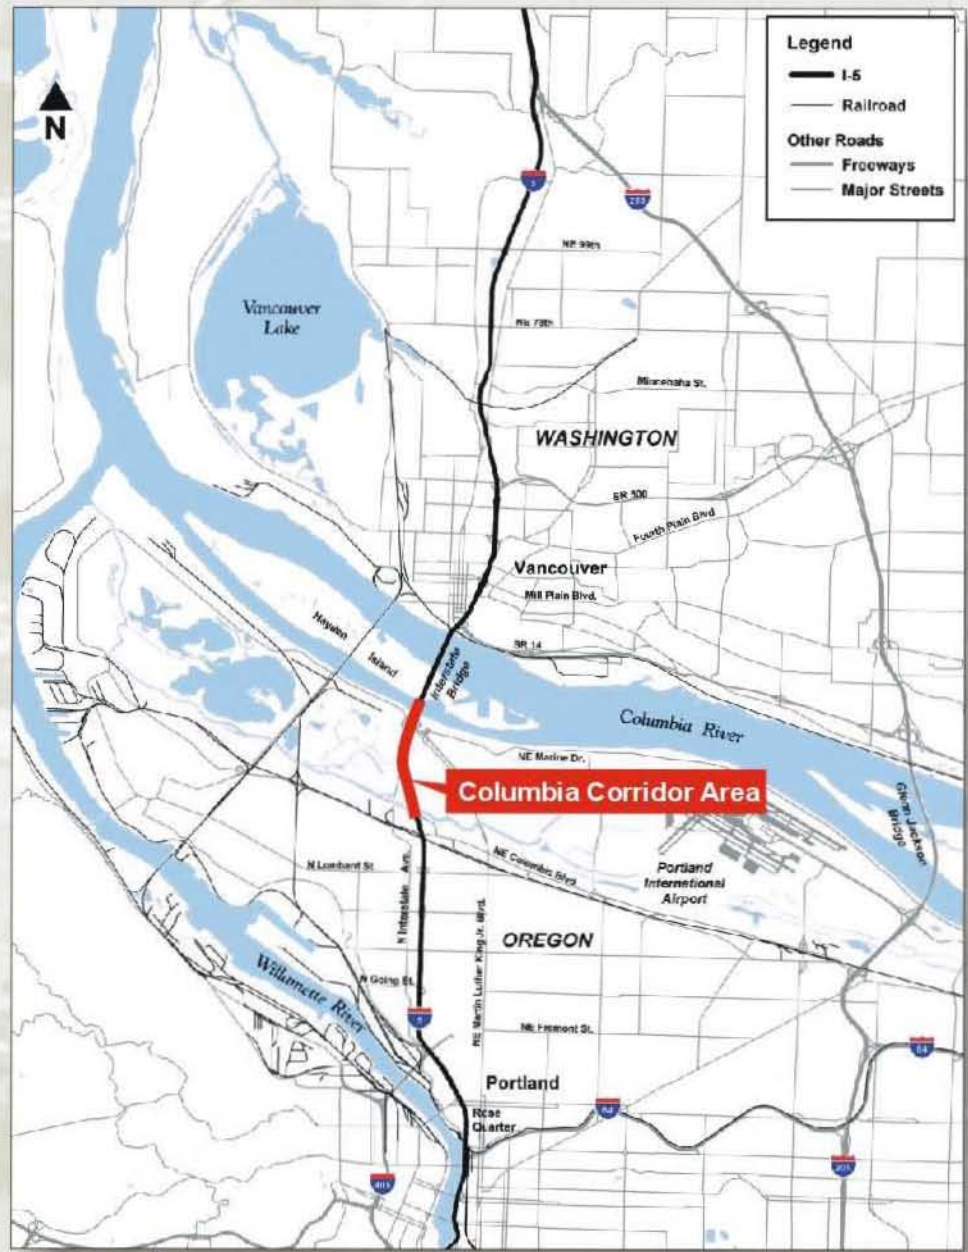 Legend
I-5
Railroad
Other Roads
Freeways
Major Streets
N
5
205
NE 99th
Vancouver
Lake
NE 78th
Minnehaha St.
WASHINGTON
SR 500
Fourth Plain Blvd
Vancouver
Mill Plain Blvd.
Hayden
Island
SR 14
Interstate
Bridge
Columbia River
NE Marine Dr.
Columbia Corridor Area
Glenn Jackson
Bridge
N Lombard St
NE Columbia Blvd
Portland
International
Airport
N Interstate Ave.
NE Martin Luther King Jr. Blvd.
OREGON
Willamette River
N Going St.
5
NE Fremont St.
84
Portland
84
Rose
Quarter
205
405